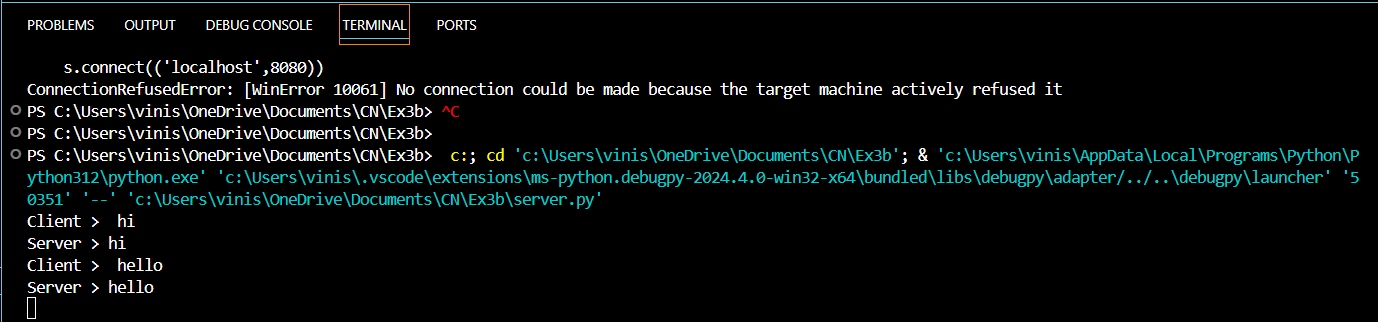 PROBLEMS OUTPUT DEBUG CONSOLE TERMINAL PORTS
s.connect(('localhost',8080))
ConnectionRefusedError: [WinError 10061] No connection could be made because the target machine actively refused it
PS C:\Users\vinis\OneDrive\Documents\CN\Ex3b> ^C
PS C:\Users\vinis\OneDrive\Documents\CN\Ex3b>
PS C:\Users\vinis\OneDrive\Documents\CN\Ex3b>  c:; cd 'c:\Users\vinis\OneDrive\Documents\CN\Ex3b'; & 'c:\Users\vinis\AppData\Local\Programs\Python\P
ython312\python.exe' 'c:\Users\vinis\.vscode\extensions\ms-python.debugpy-2024.4.0-win32-x64\bundled\libs\debugpy\adapter/../..\debugpy\launcher' '5
0351' '--' 'c:\Users\vinis\OneDrive\Documents\CN\Ex3b\server.py'
Client >  hi
Server > hi
Client >  hello
Server > hello